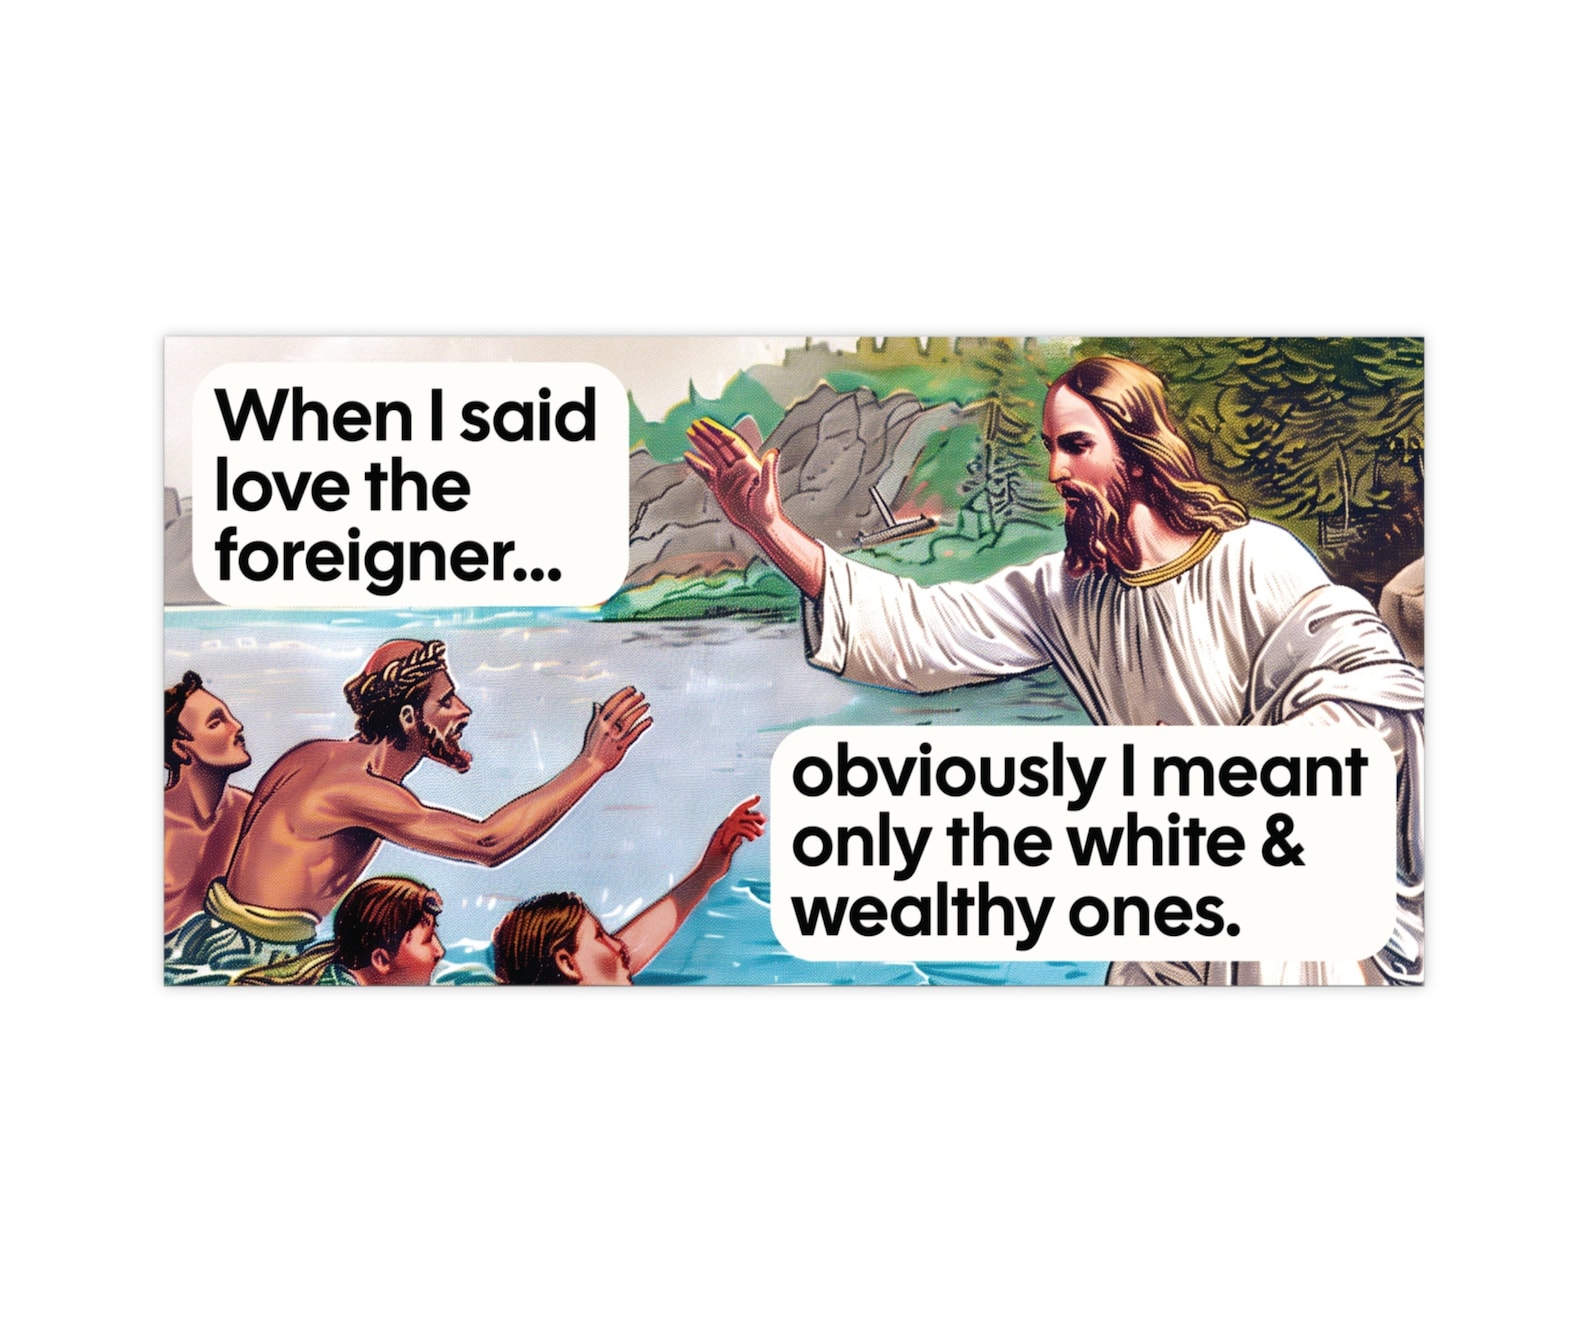 When I said
love the
foreigner...
obviously I meant
only the white &
wealthy ones.